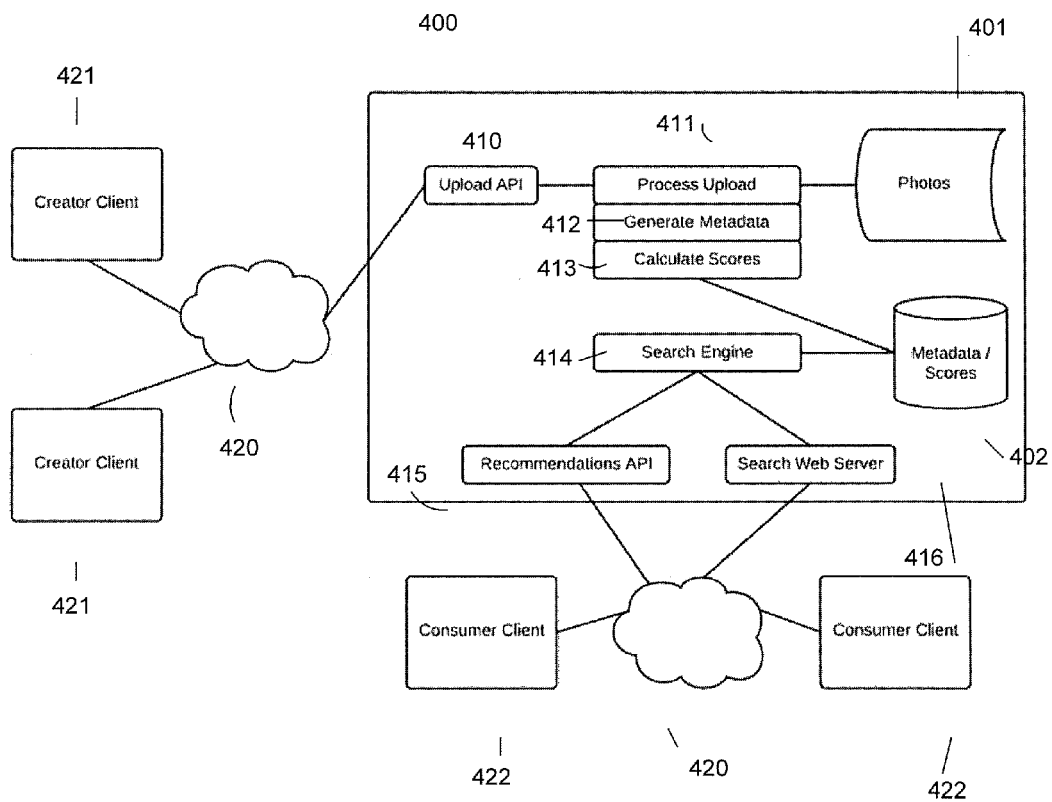 400
401
421
411
410
Upload API
Process Upload
Photos
Creator Client
412
Generate Metadata
413
Calculate Scores
414
Search Engine
Metadata /
Scores
420
402
Creator Client
415
Recommendations API
Search Web Server
416
421
Consumer Client
Consumer Client
422
420
422